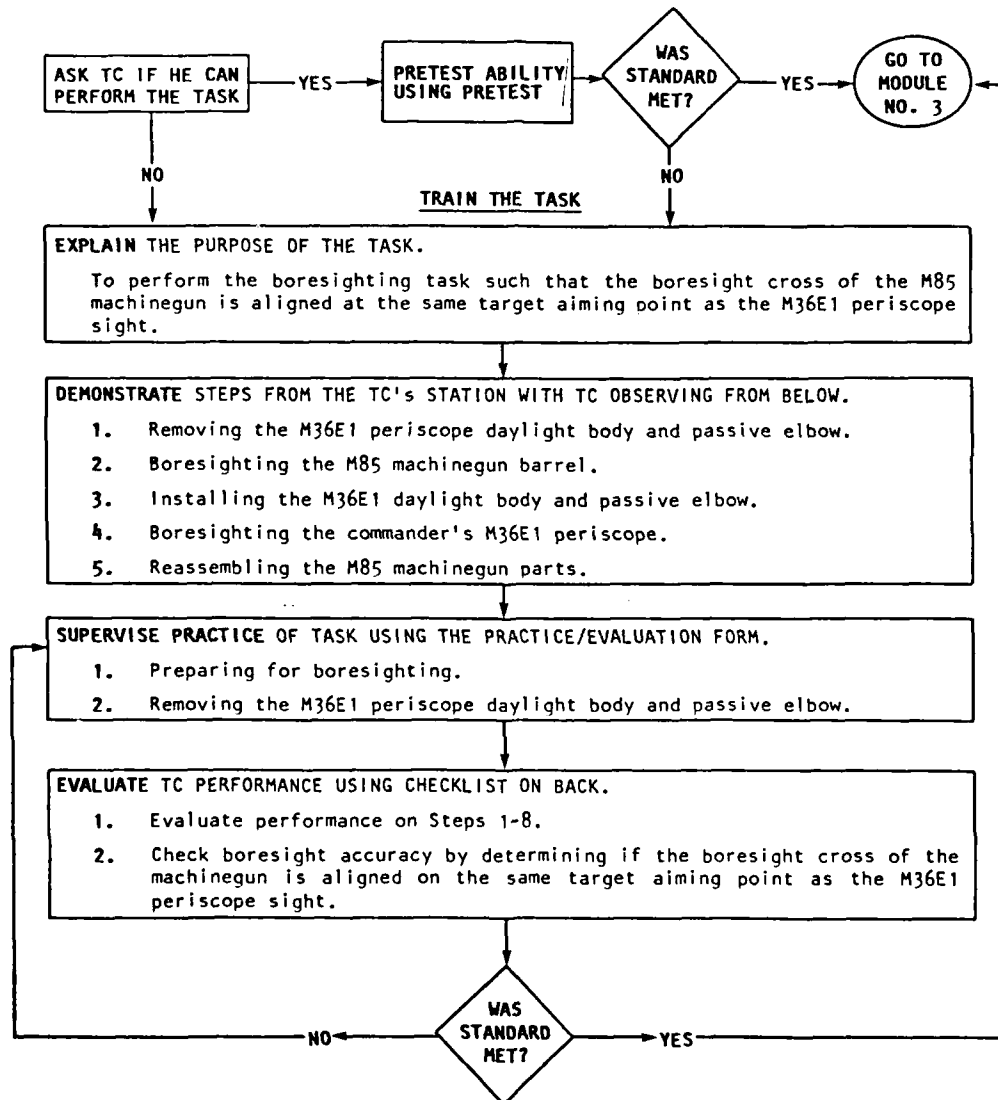 ASK TC IF HE CAN
PERFORM THE TASK
YES
PRETEST ABILITY
USING PRETEST
WAS
STANDARD
MET?
YES
GO TO
MODULE
NO. 3
NO
NO
TRAIN THE TASK
EXPLAIN THE PURPOSE OF THE TASK.
To perform the boresighting task such that the boresight cross of the M85
machinegun is aligned at the same target aiming point as the M36E1 periscope
sight.
DEMONSTRATE STEPS FROM THE TC's STATION WITH TC OBSERVING FROM BELOW.
1. Removing the M36E1 periscope daylight body and passive elbow.
2. Boresighting the M85 machinegun barrel.
3. Installing the M36E1 daylight body and passive elbow.
4. Boresighting the commander's M36E1 periscope.
5. Reassembling the M85 machinegun parts.
SUPERVISE PRACTICE OF TASK USING THE PRACTICE/EVALUATION FORM.
1. Preparing for boresighting.
2. Removing the M36E1 periscope daylight body and passive elbow.
EVALUATE TC PERFORMANCE USING CHECKLIST ON BACK.
1. Evaluate performance on Steps 1-8.
2. Check boresight accuracy by determining if the boresight cross of the
machinegun is aligned on the same target aiming point as the M36E1
periscope sight.
WAS
STANDARD
MET?
NO
YES